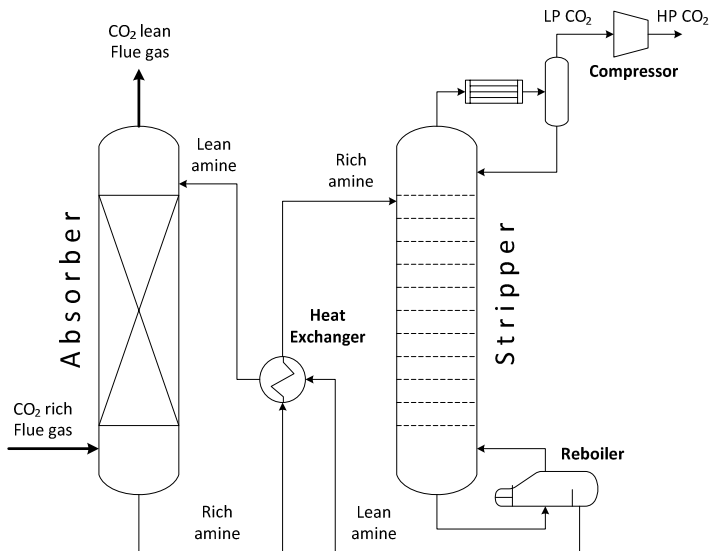 CO₂ lean
Flue gas
LP CO₂
HP CO₂
Compressor
Lean
amine
Rich
amine
Absorber
Stripper
Heat
Exchanger
CO₂ rich
Flue gas
Reboiler
Rich
amine
Lean
amine